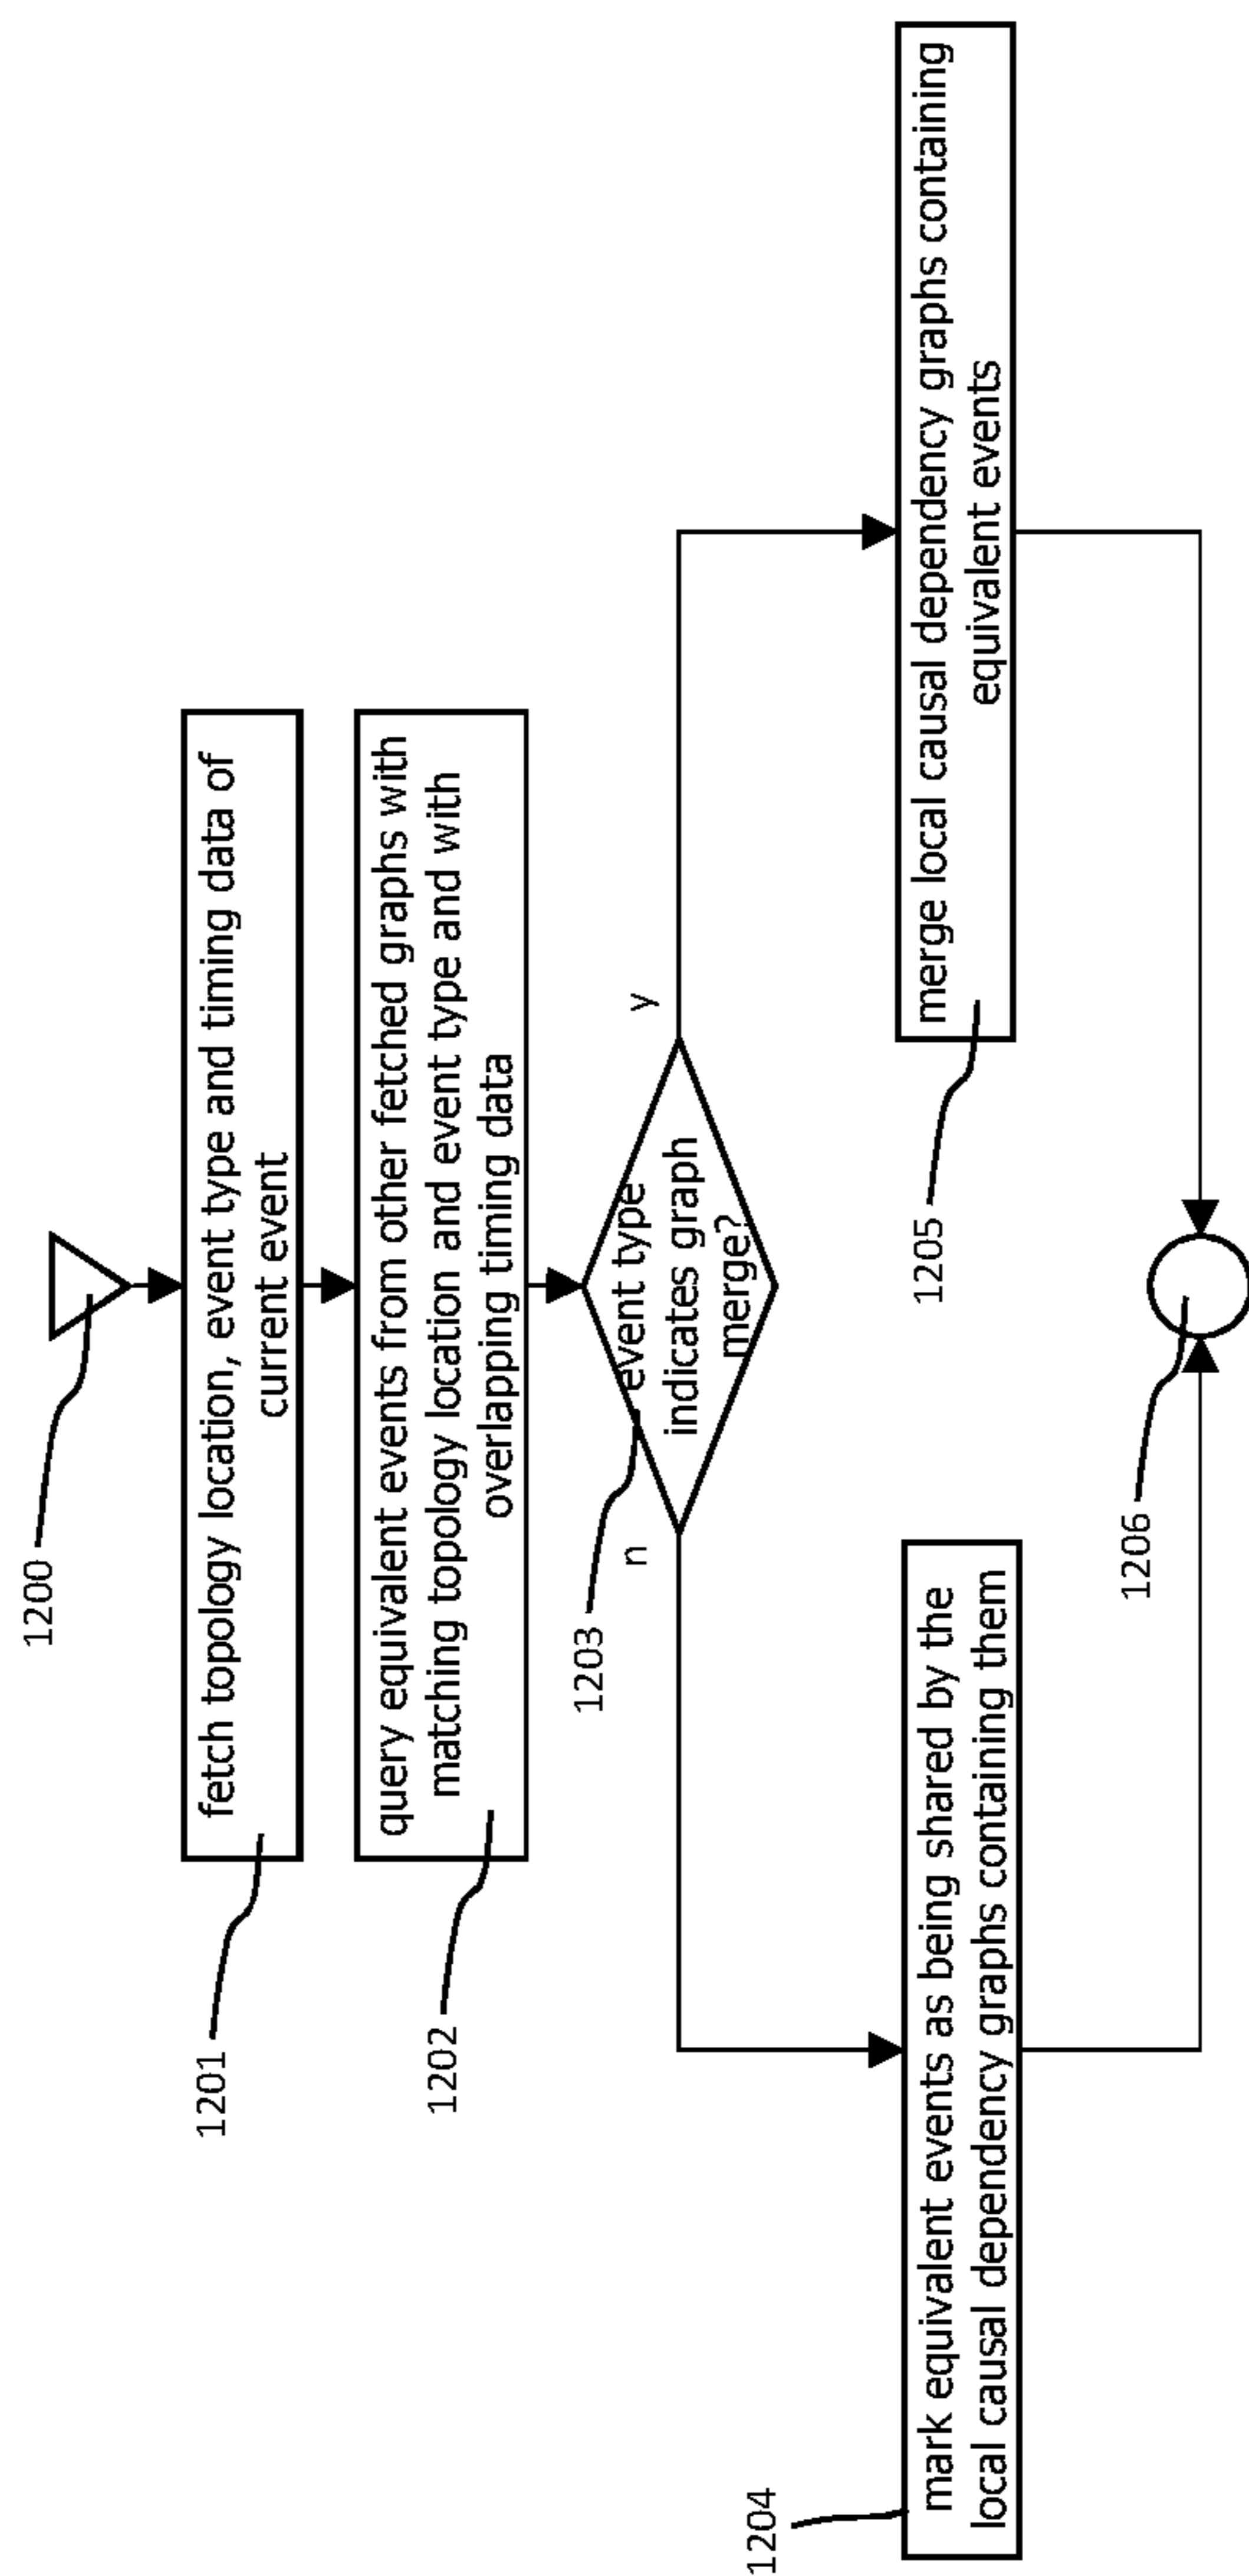 1200
1201
fetch topology location, event type and timing data of
current event
1202
query equivalent events from other fetched graphs with
matching topology location and event type and with
overlapping timing data
1203
event type
indicates graph
merge?
n
y
1204
mark equivalent events as being shared by the
local causal dependency graphs containing them
1205
merge local causal dependency graphs containing
equivalent events
1206